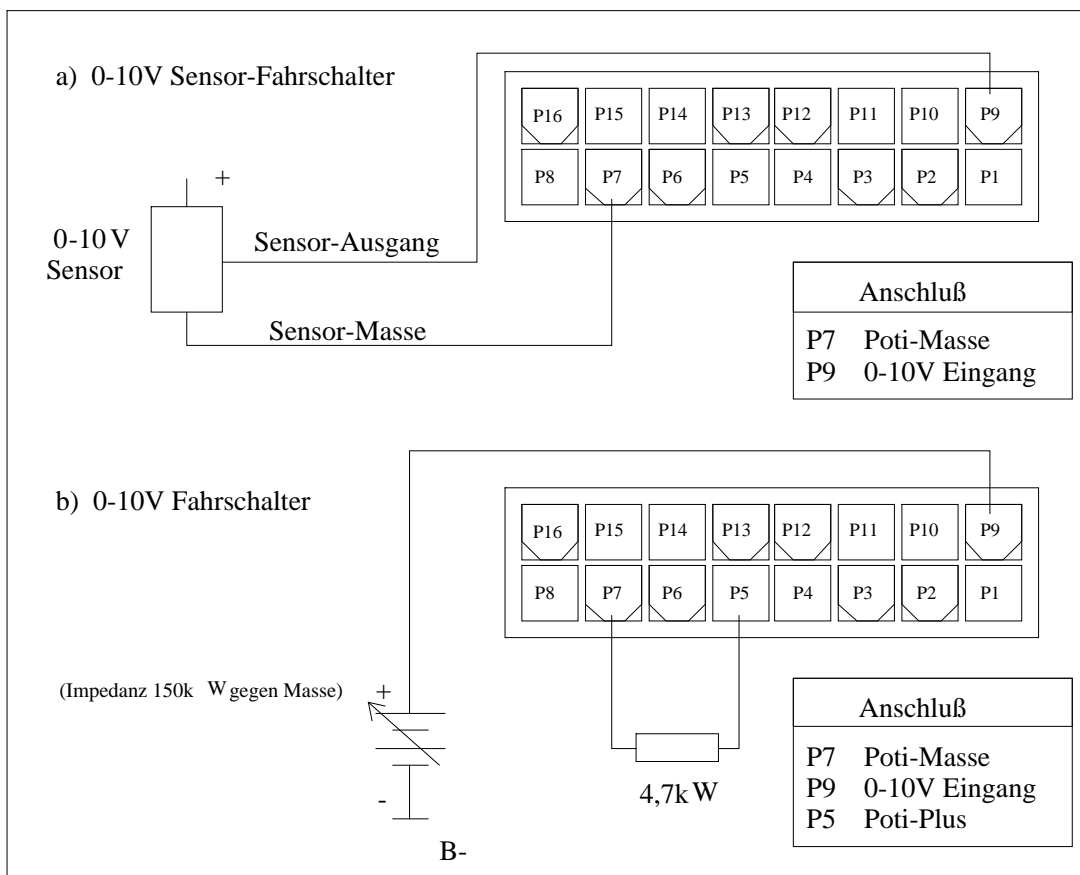 a) 0-10V Sensor-Fahrschalter
P16 P15 P14 P13 P12 P11 P10 P9
P8 P7 P6 P5 P4 P3 P2 P1
+
0-10V
Sensor
Sensor-Ausgang
Sensor-Masse
Anschluß
P7 Poti-Masse
P9 0-10V Eingang
b) 0-10V Fahrschalter
P16 P15 P14 P13 P12 P11 P10 P9
P8 P7 P6 P5 P4 P3 P2 P1
(Impedanz 150k W gegen Masse)
+
-
B-
4,7k W
Anschluß
P7 Poti-Masse
P9 0-10V Eingang
P5 Poti-Plus